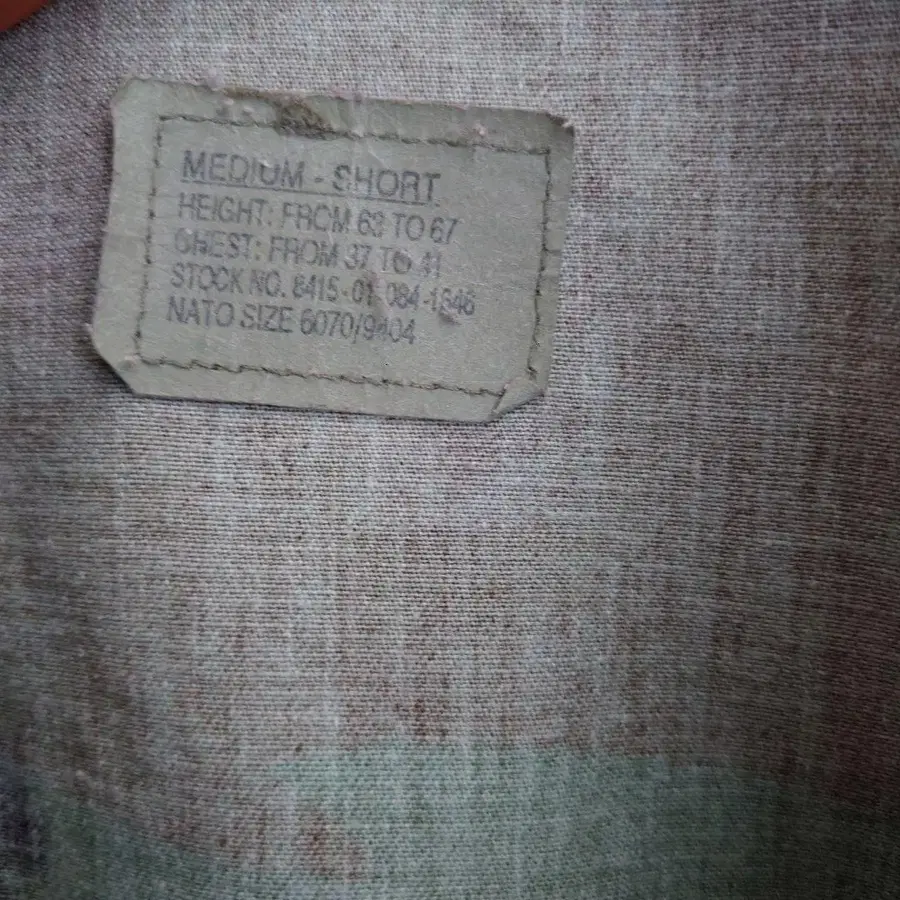 MEDIUM - SHORT
HEIGHT: FROM 63 TO 67
CHEST: FROM 37 TO 41
STOCK NO. 8415-01-084-1646
NATO SIZE 6070/9404